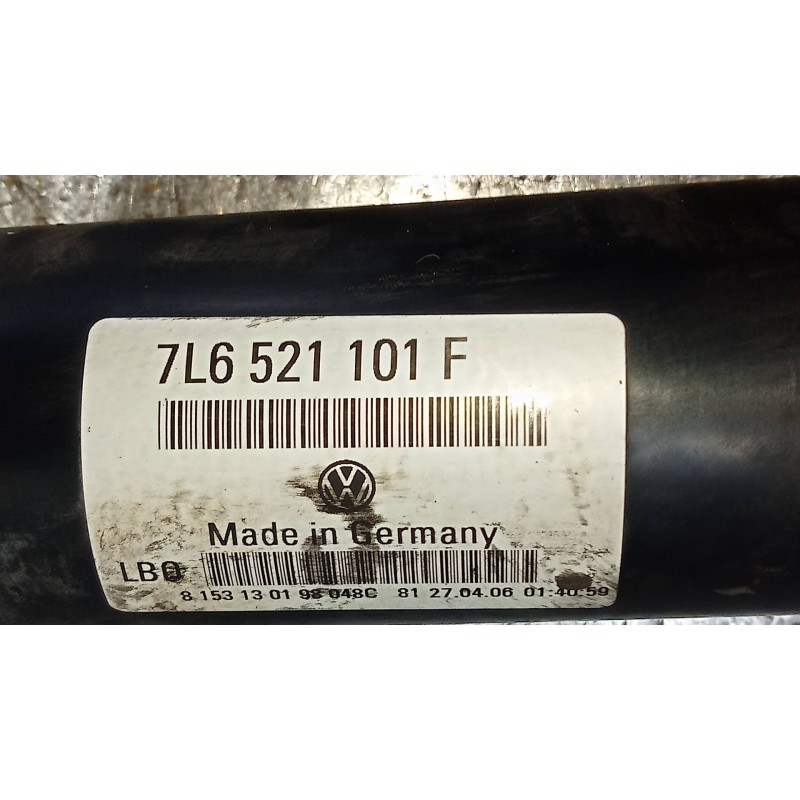 7L6 521 101 F
Made in Germany
LB0
8 153 13 01 98 048C 81 27.04.06 01:40:59